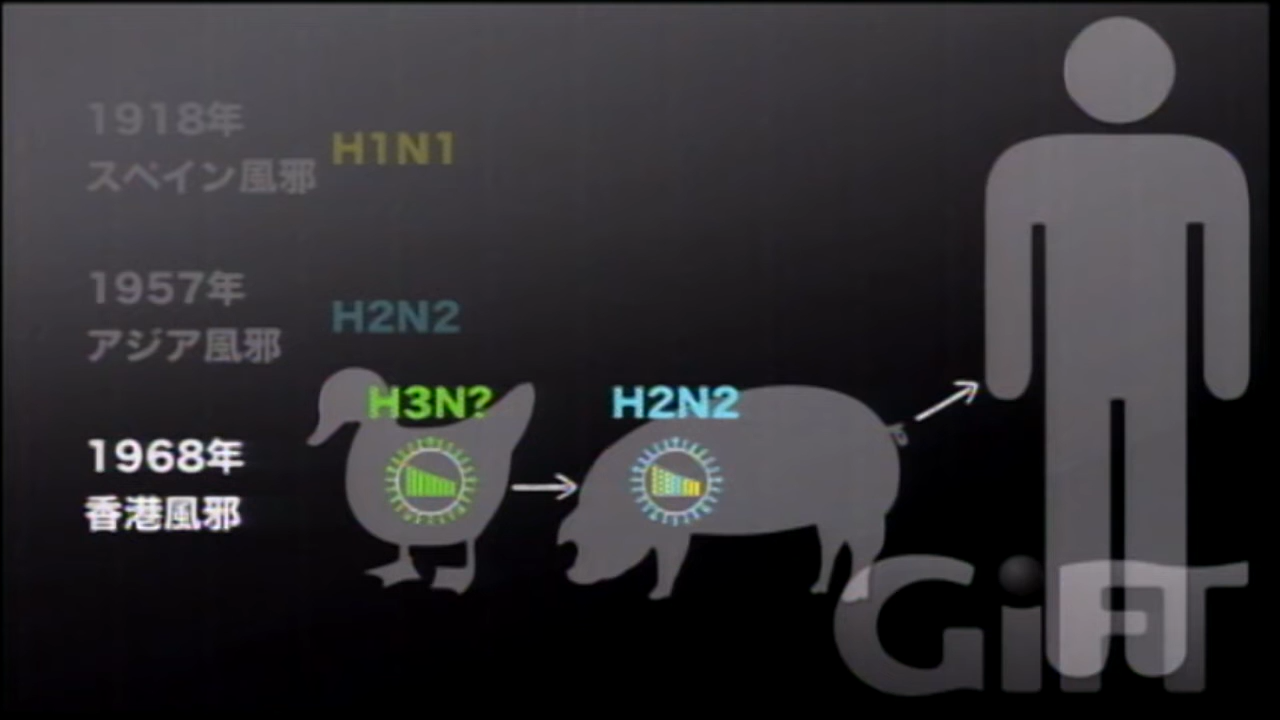 1918年
スペイン風邪
H1N1
1957年
アジア風邪
H2N2
1968年
香港風邪
H3N?
H2N2
GiFT